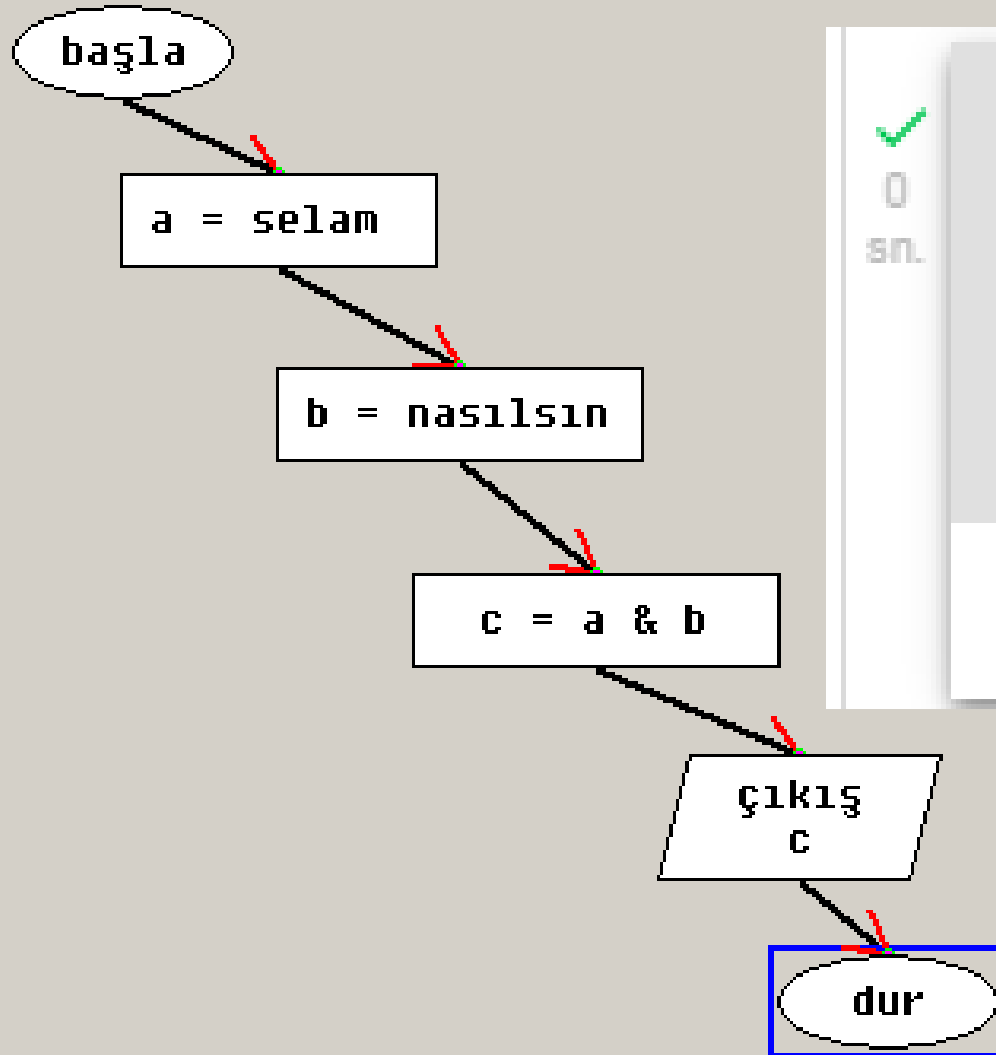 başla
a = selam
b = nasılsın
c = a & b
çıkış
c
dur
0
sn.